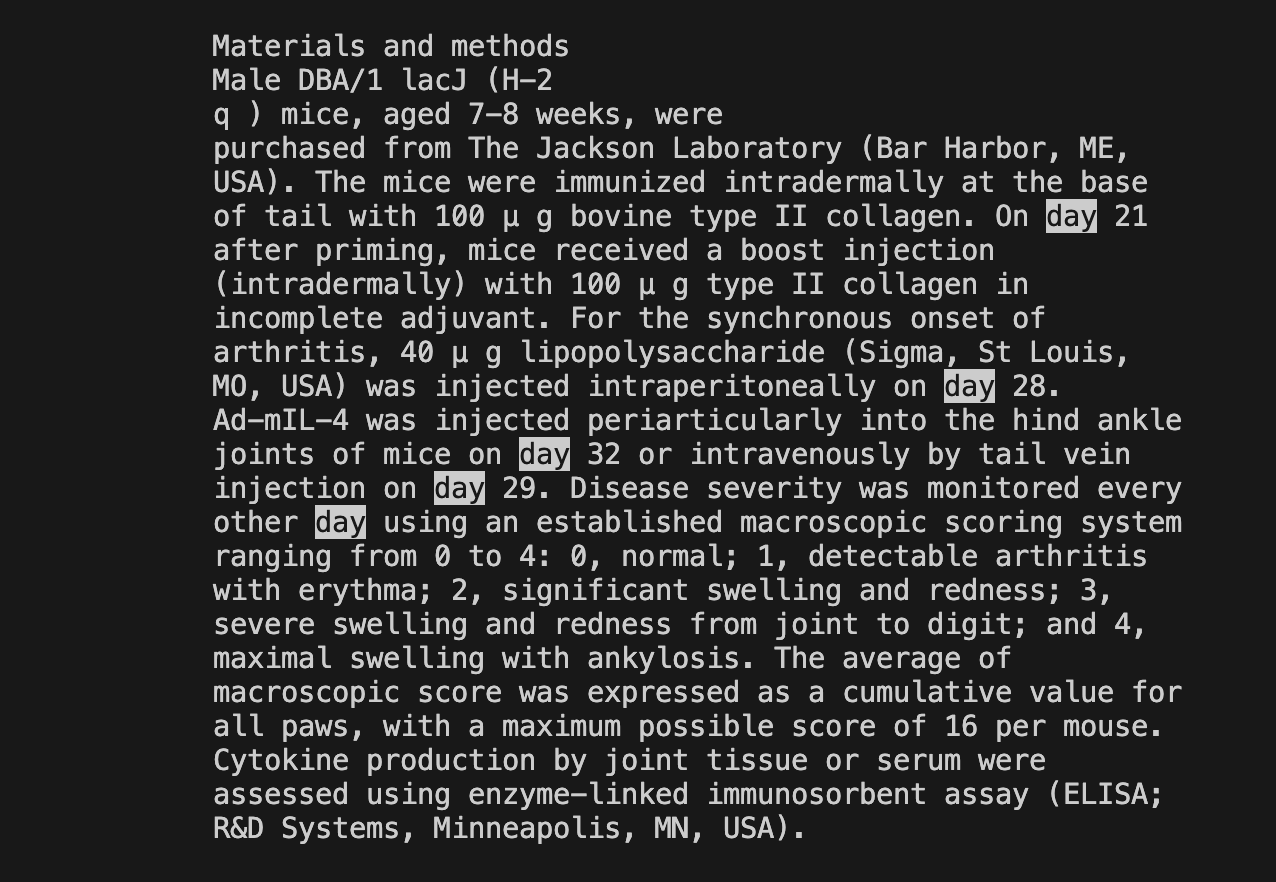 Materials and methods
Male DBA/1 lacJ (H–2
q ) mice, aged 7–8 weeks, were
purchased from The Jackson Laboratory (Bar Harbor, ME,
USA). The mice were immunized intradermally at the base
of tail with 100 μ g bovine type II collagen. On day 21
after priming, mice received a boost injection
(intradermally) with 100 μ g type II collagen in
incomplete adjuvant. For the synchronous onset of
arthritis, 40 μ g lipopolysaccharide (Sigma, St Louis,
MO, USA) was injected intraperitoneally on day 28.
Ad–mIL–4 was injected periarticularly into the hind ankle
joints of mice on day 32 or intravenously by tail vein
injection on day 29. Disease severity was monitored every
other day using an established macroscopic scoring system
ranging from 0 to 4: 0, normal; 1, detectable arthritis
with erythma; 2, significant swelling and redness; 3,
severe swelling and redness from joint to digit; and 4,
maximal swelling with ankylosis. The average of
macroscopic score was expressed as a cumulative value for
all paws, with a maximum possible score of 16 per mouse.
Cytokine production by joint tissue or serum were
assessed using enzyme–linked immunosorbent assay (ELISA;
R&D Systems, Minneapolis, MN, USA).